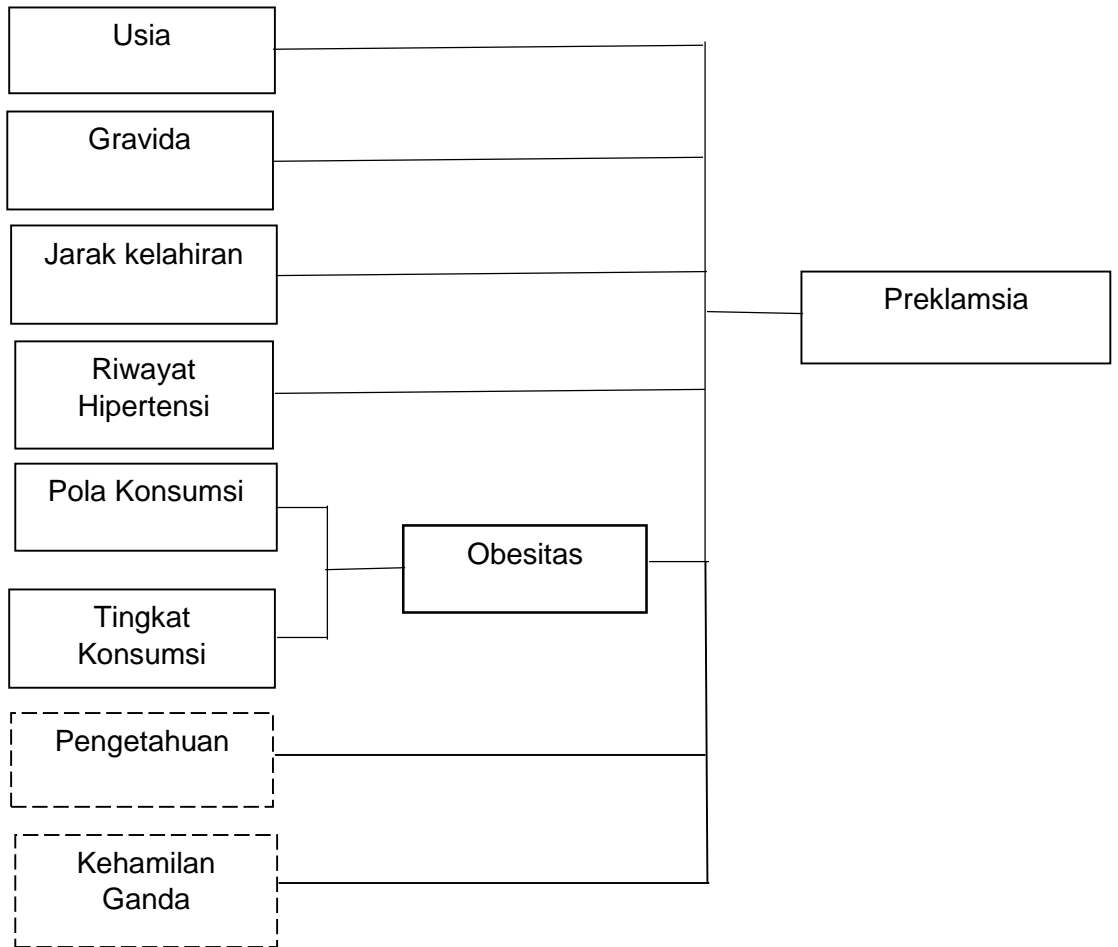 Usia
Gravida
Jarak kelahiran
Preklamsia
Riwayat
Hipertensi
Pola Konsumsi
Obesitas
Tingkat
Konsumsi
Pengetahuan
Kehamilan
Ganda